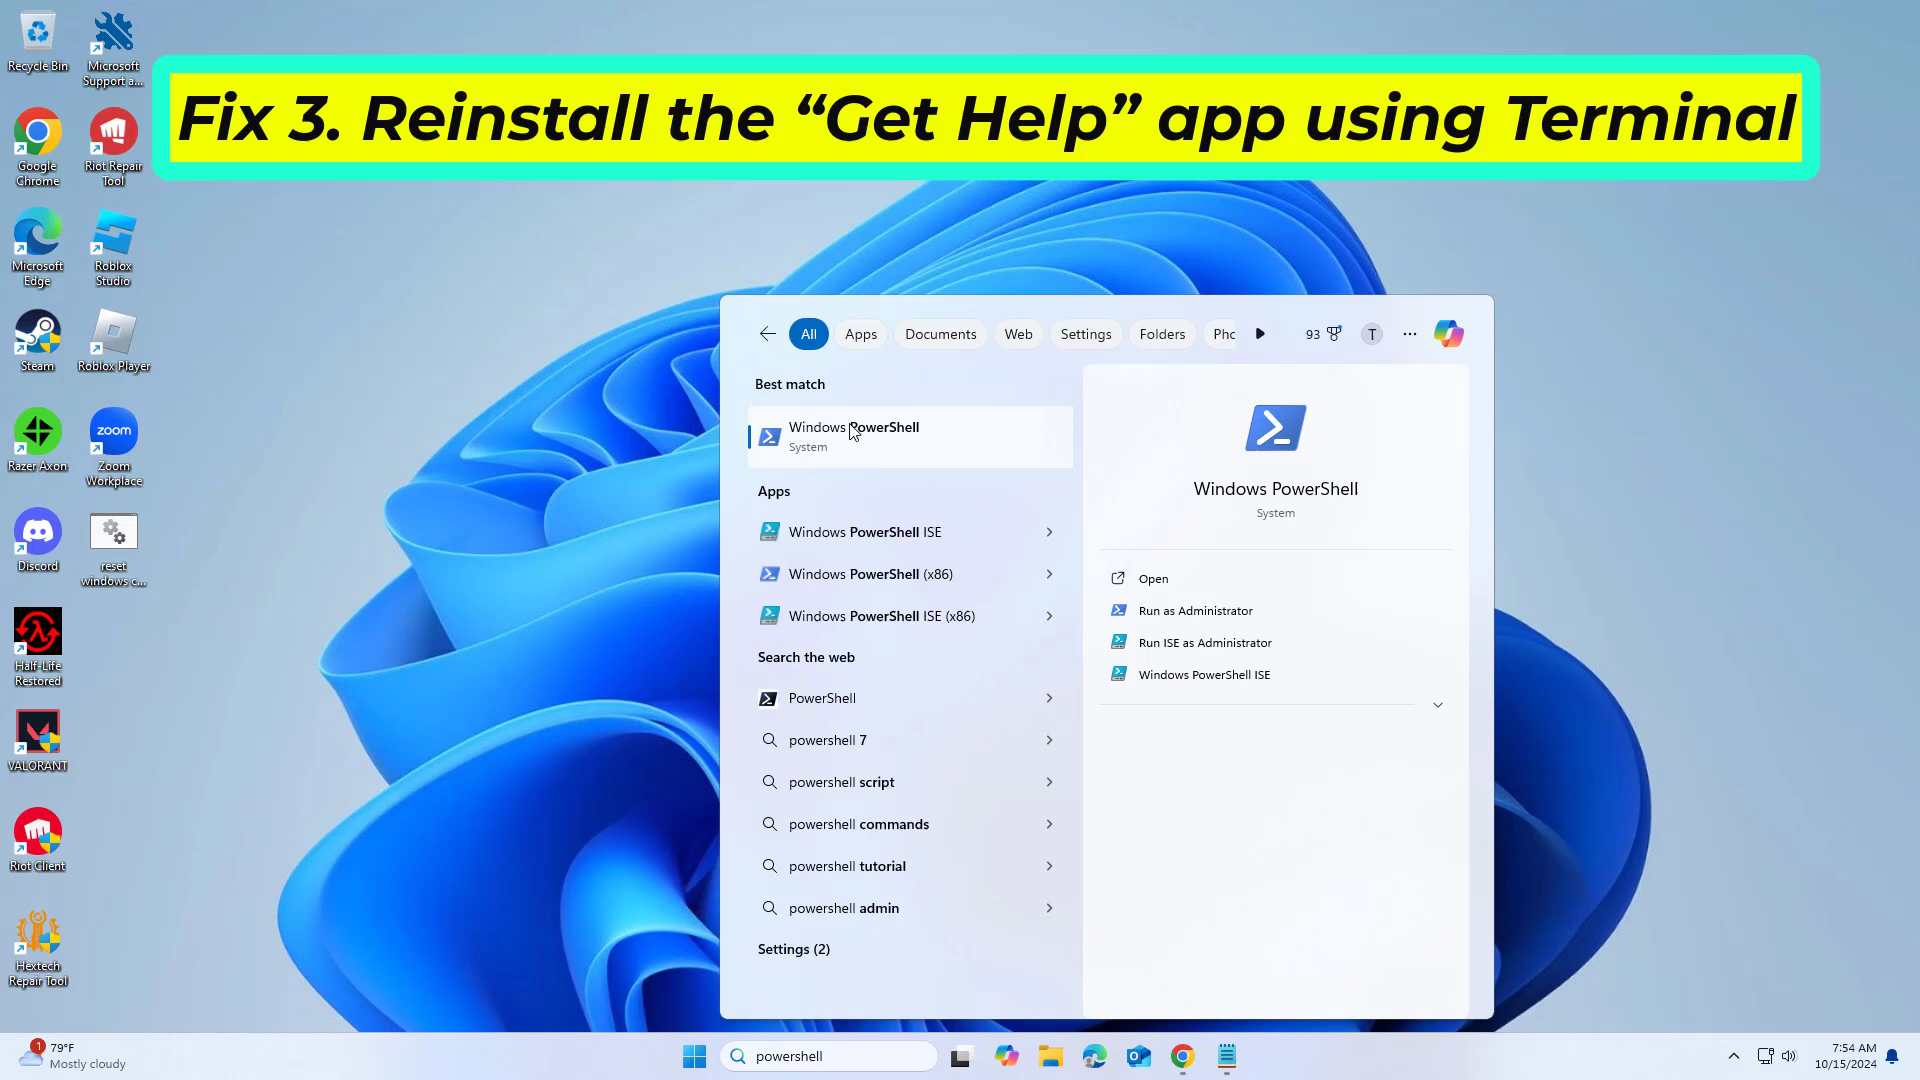 Fix 3. Reinstall the “Get Help” app using Terminal
Recycle Bin
Microsoft
Support a...
Google
Chrome
Riot Repair
Tool
Microsoft
Edge
Roblox
Studio
Steam
Roblox Player
Razer Axon
zoom
Zoom
Workplace
Discord
reset
windows c...
Half-Life
Restored
VALORANT
Riot Client
Hextech
Repair Tool
All
Apps
Documents
Web
Settings
Folders
Pho
93
T
...
Best match
Windows PowerShell
System
Apps
Windows PowerShell ISE
Windows PowerShell (x86)
Windows PowerShell ISE (x86)
Search the web
PowerShell
powershell 7
powershell script
powershell commands
powershell tutorial
powershell admin
Settings (2)
Windows PowerShell
System
Open
Run as Administrator
Run ISE as Administrator
Windows PowerShell ISE
1
79°F
Mostly cloudy
powershell
7:54 AM
10/15/2024